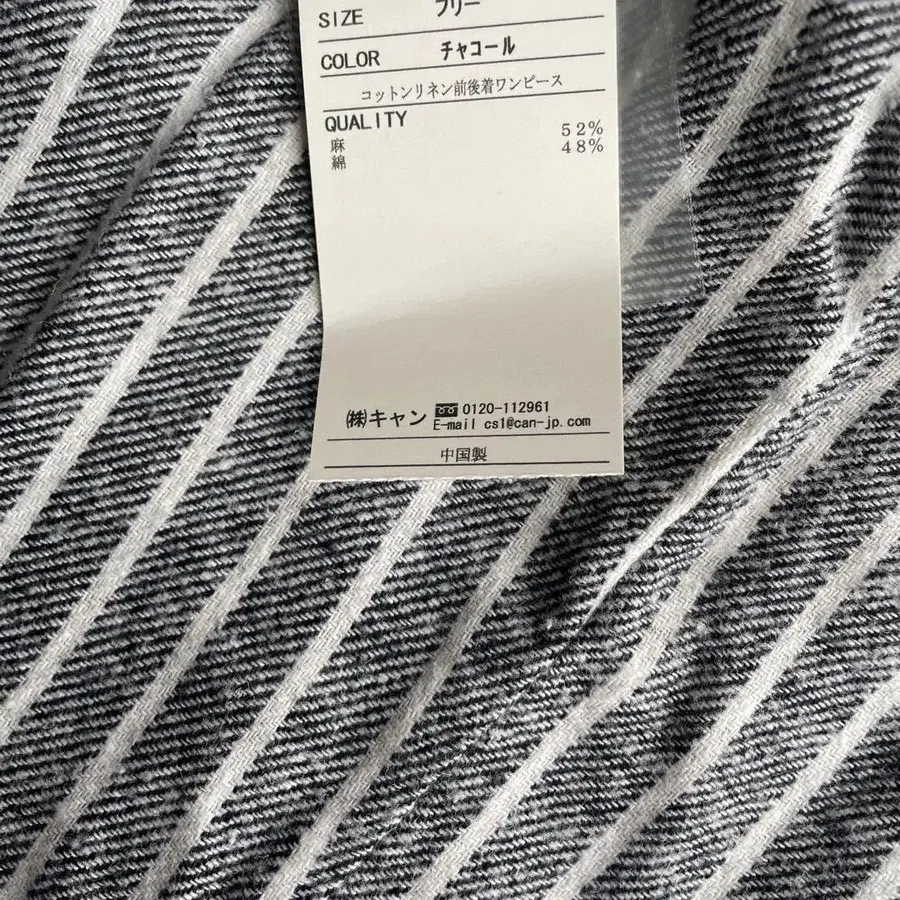 SIZE フリー
COLOR チャコール
コットンリネン前後着ワンピース
QUALITY
麻 52%
綿 48%
㈱キャン 0120-112961
E-mail cs1@can-jp.com
中国製